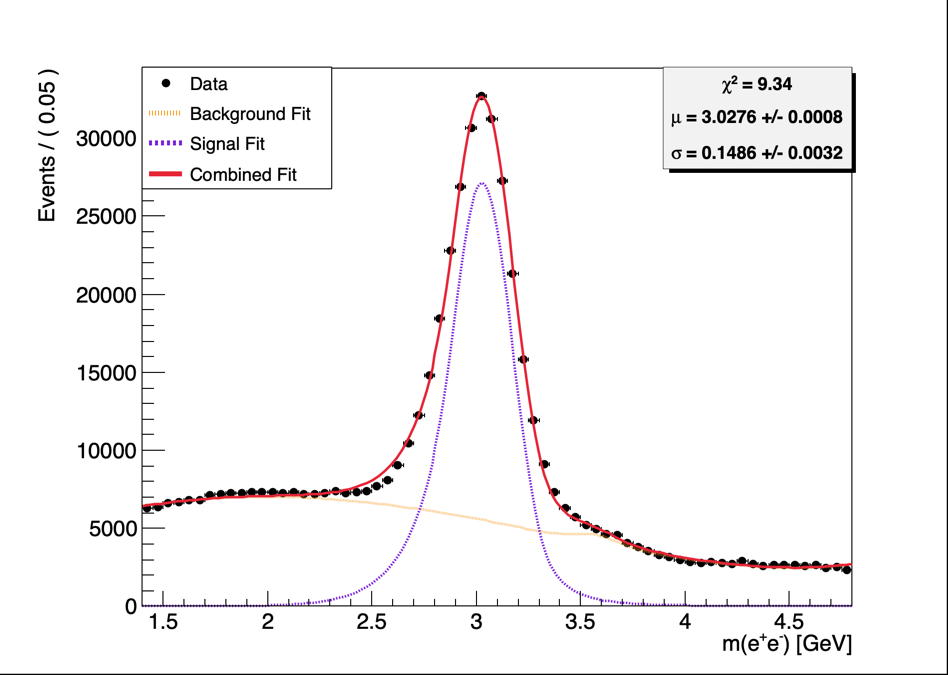 Events / ( 0.05 )
Data
Background Fit
Signal Fit
Combined Fit
χ² = 9.34
μ = 3.0276 +/- 0.0008
σ = 0.1486 +/- 0.0032
30000
25000
20000
15000
10000
5000
0
1.5 2 2.5 3 3.5 4 4.5
m(e⁺e⁻) [GeV]